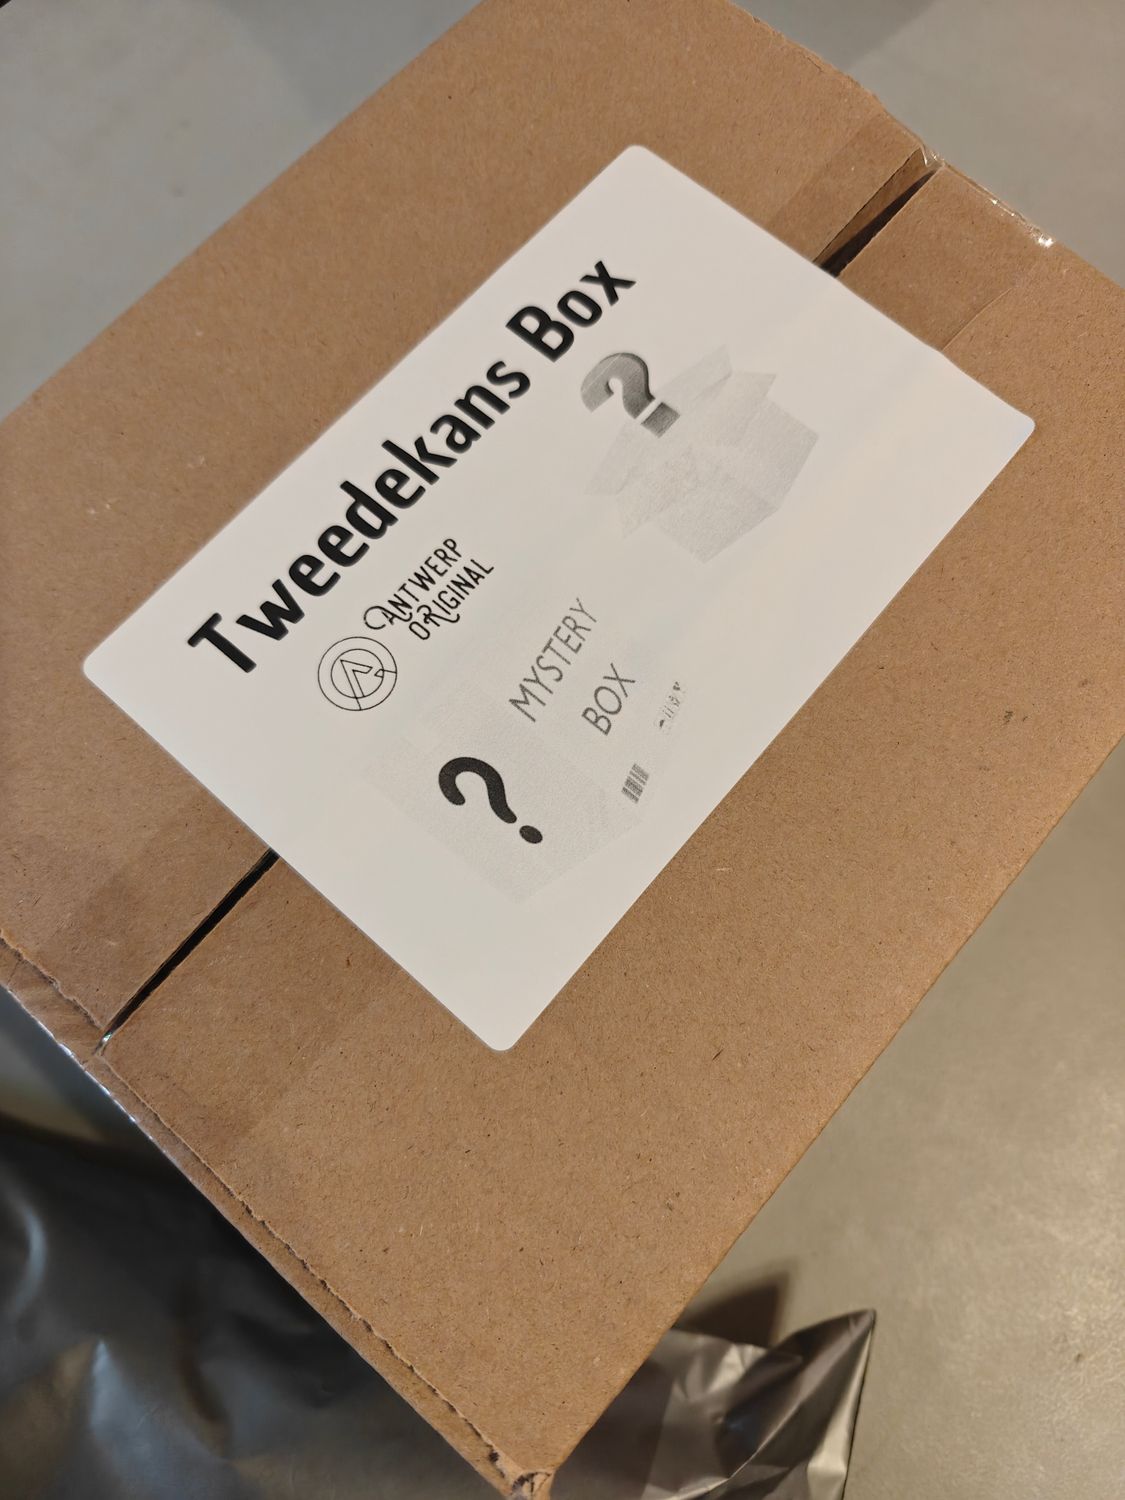 Tweedekans Box
?
ANTWERP
ORIGINAL
MYSTERY
BOX
?